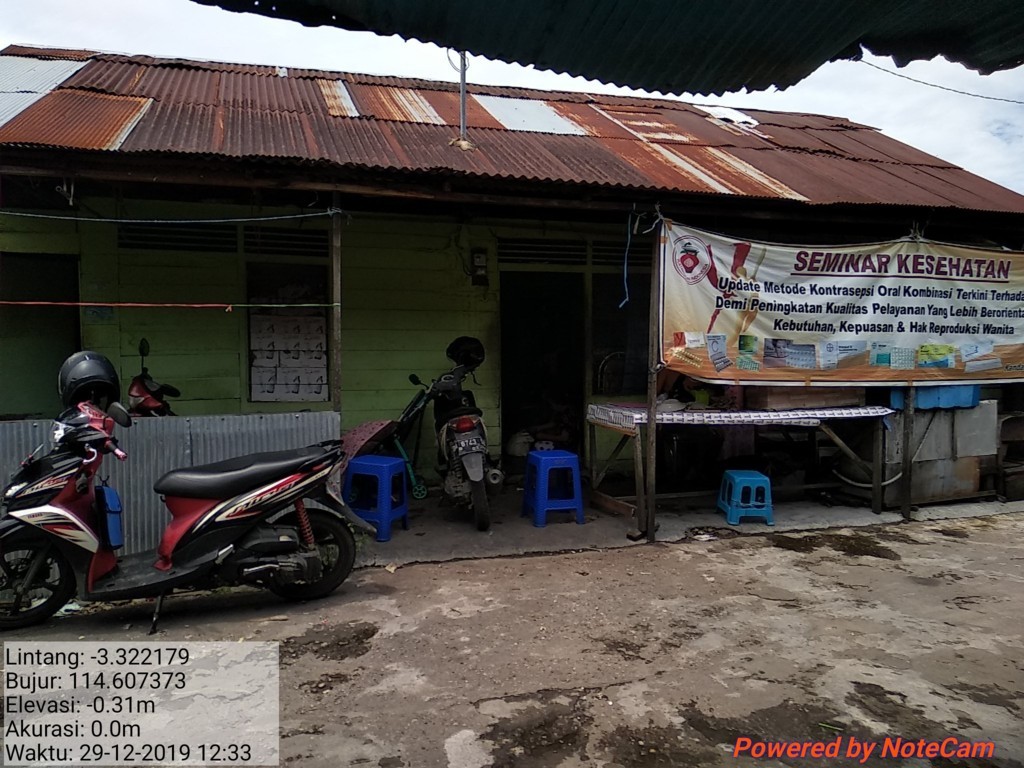 SEMINAR KESEHATAN
Update Metode Kontrasepsi Oral Kombinasi Terkini Terhada
Demi Peningkatan Kualitas Pelayanan Yang Lebih Berorienta
Kebutuhan, Kepuasan & Hak Reproduksi Wanita
Lintang: -3.322179
Bujur: 114.607373
Elevasi: -0.31m
Akurasi: 0.0m
Waktu: 29-12-2019 12:33
Powered by NoteCam